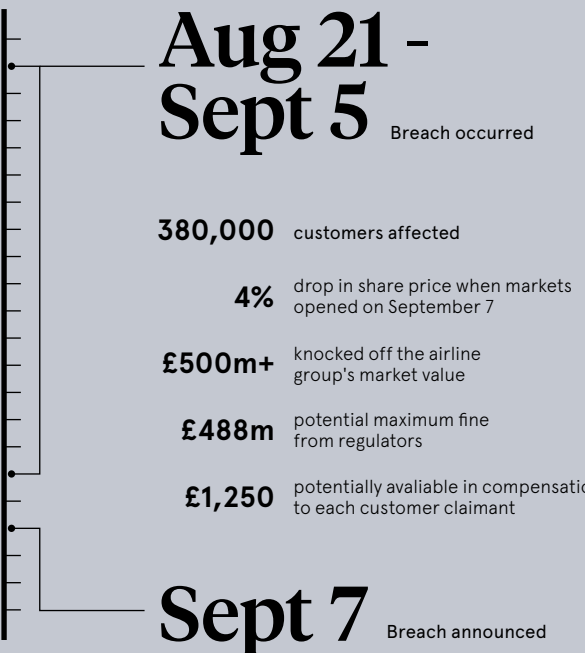 Aug 21 -
Sept 5 Breach occurred
380,000 customers affected
4% drop in share price when markets
opened on September 7
£500m+ knocked off the airline
group's market value
£488m potential maximum fine
from regulators
£1,250 potentially avaliable in compensatio
to each customer claimant
Sept 7 Breach announced